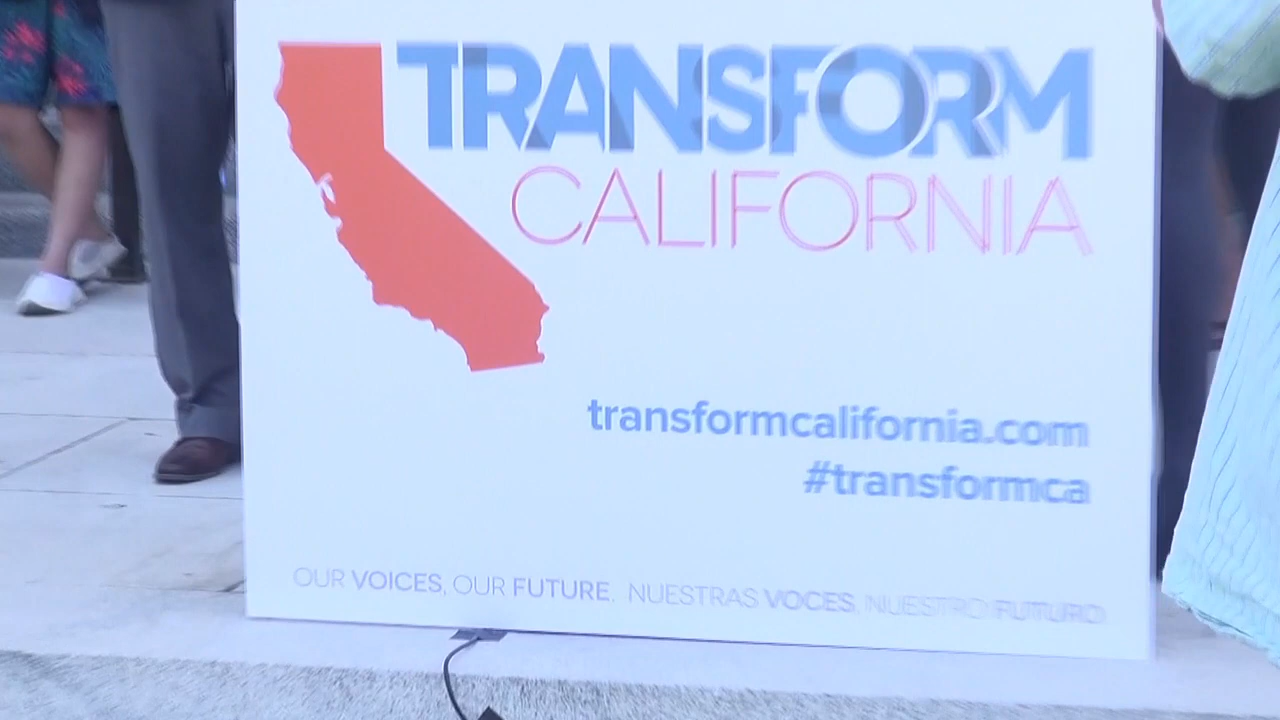 TRANSFORM
CALIFORNIA
transformcalifornia.com
#transformca
OUR VOICES, OUR FUTURE. NUESTRAS VOCES, NUESTRO FUTURO.